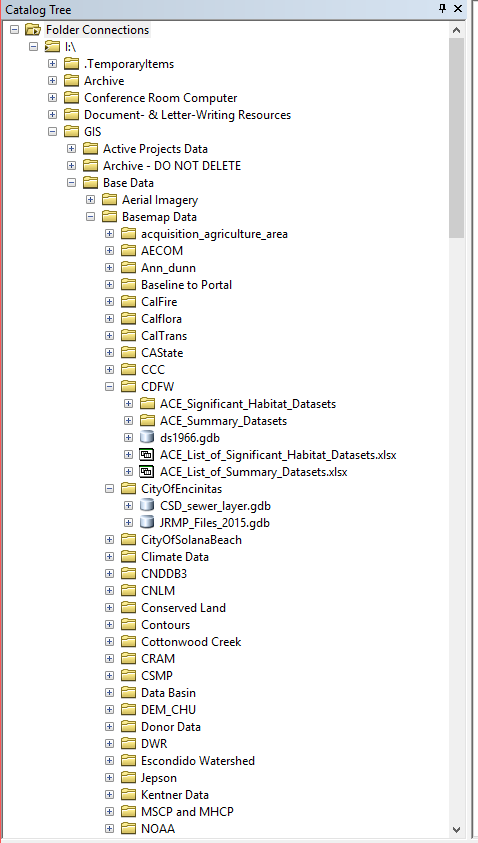 Catalog Tree
Folder Connections
I:\
.TemporaryItems
Archive
Conference Room Computer
Document- & Letter-Writing Resources
GIS
Active Projects Data
Archive - DO NOT DELETE
Base Data
Aerial Imagery
Basemap Data
acquisition_agriculture_area
AECOM
Ann_dunn
Baseline to Portal
CalFire
Calflora
CalTrans
CAState
CCC
CDFW
ACE_Significant_Habitat_Datasets
ACE_Summary_Datasets
ds1966.gdb
ACE_List_of_Significant_Habitat_Datasets.xlsx
ACE_List_of_Summary_Datasets.xlsx
CityOfEncinitas
CSD_sewer_layer.gdb
JRMP_Files_2015.gdb
CityOfSolanaBeach
Climate Data
CNDDB3
CNLM
Conserved Land
Contours
Cottonwood Creek
CRAM
CSMP
Data Basin
DEM_CHU
Donor Data
DWR
Escondido Watershed
Jepson
Kentner Data
MSCP and MHCP
NOAA